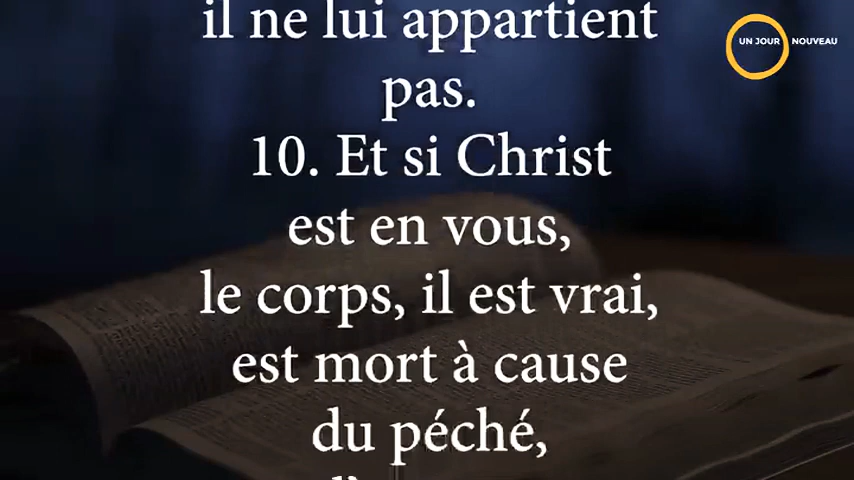 il ne lui appartient
pas.
10. Et si Christ
est en vous,
le corps, il est vrai,
est mort à cause
du péché,
UN JOUR NOUVEAU